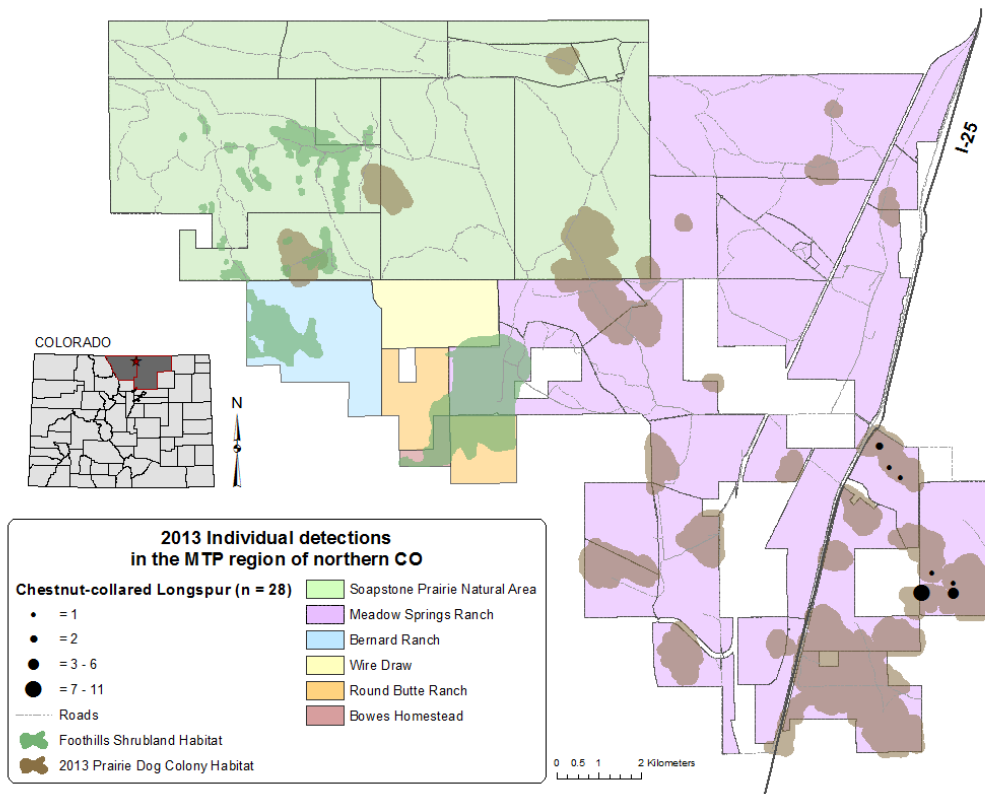 I-25
COLORADO
N
2013 Individual detections
in the MTP region of northern CO
Chestnut-collared Longspur (n = 28)
= 1
= 2
= 3 - 6
= 7 - 11
Roads
Foothills Shrubland Habitat
2013 Prairie Dog Colony Habitat
Soapstone Prairie Natural Area
Meadow Springs Ranch
Bernard Ranch
Wire Draw
Round Butte Ranch
Bowes Homestead
0 0.5 1 2 Kilometers